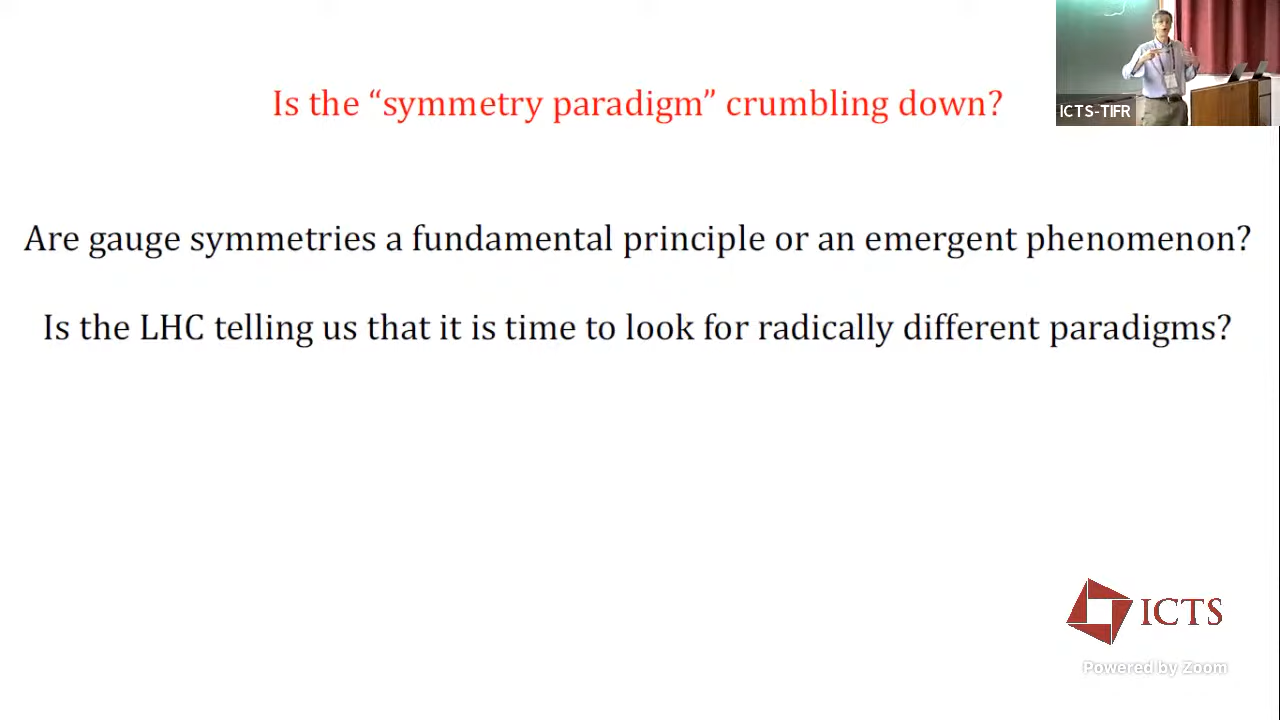 Is the “symmetry paradigm” crumbling down?
ICTS-TIFR
Are gauge symmetries a fundamental principle or an emergent phenomenon?
Is the LHC telling us that it is time to look for radically different paradigms?
ICTS
Powered by Zoom